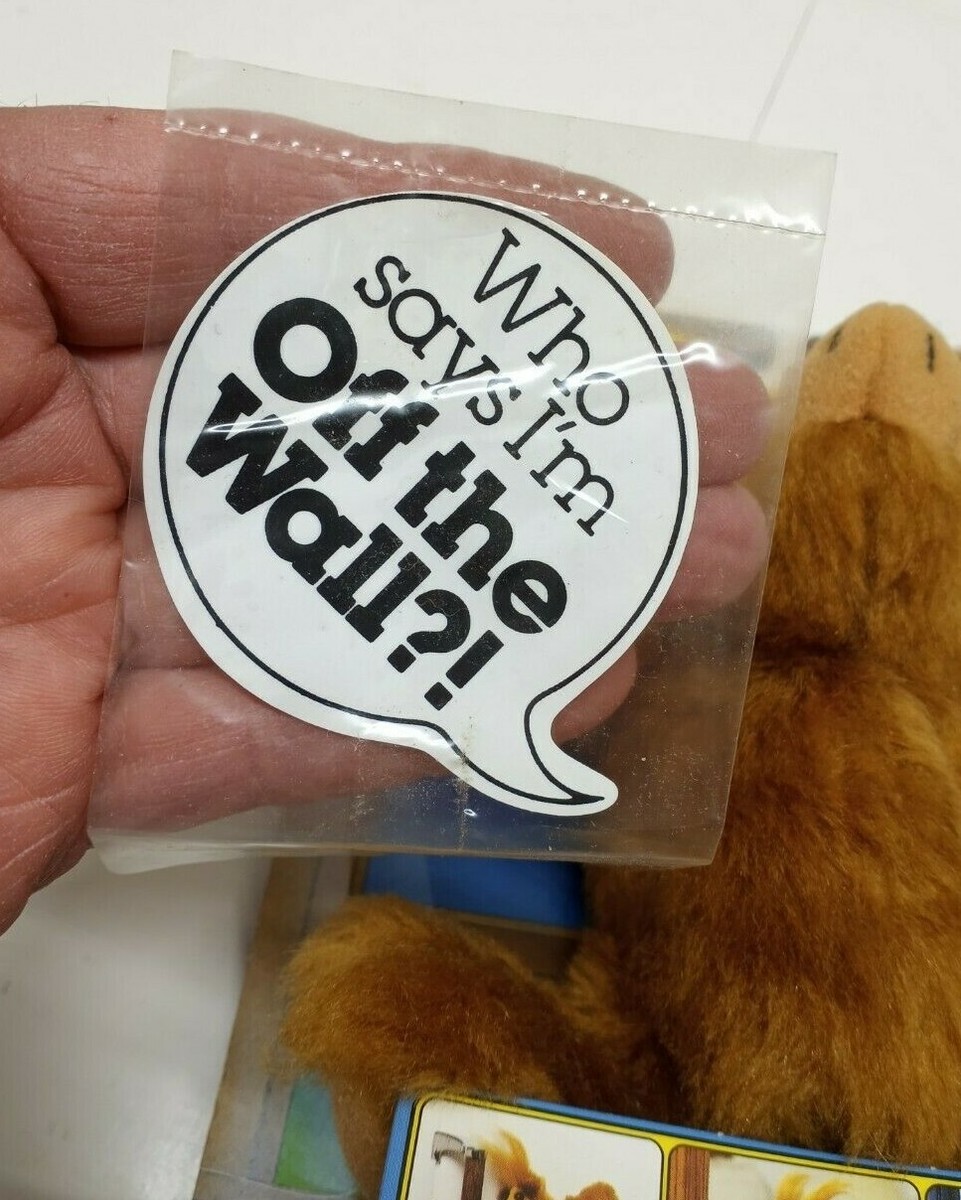 Who
says I'm
Off the
Wall?!